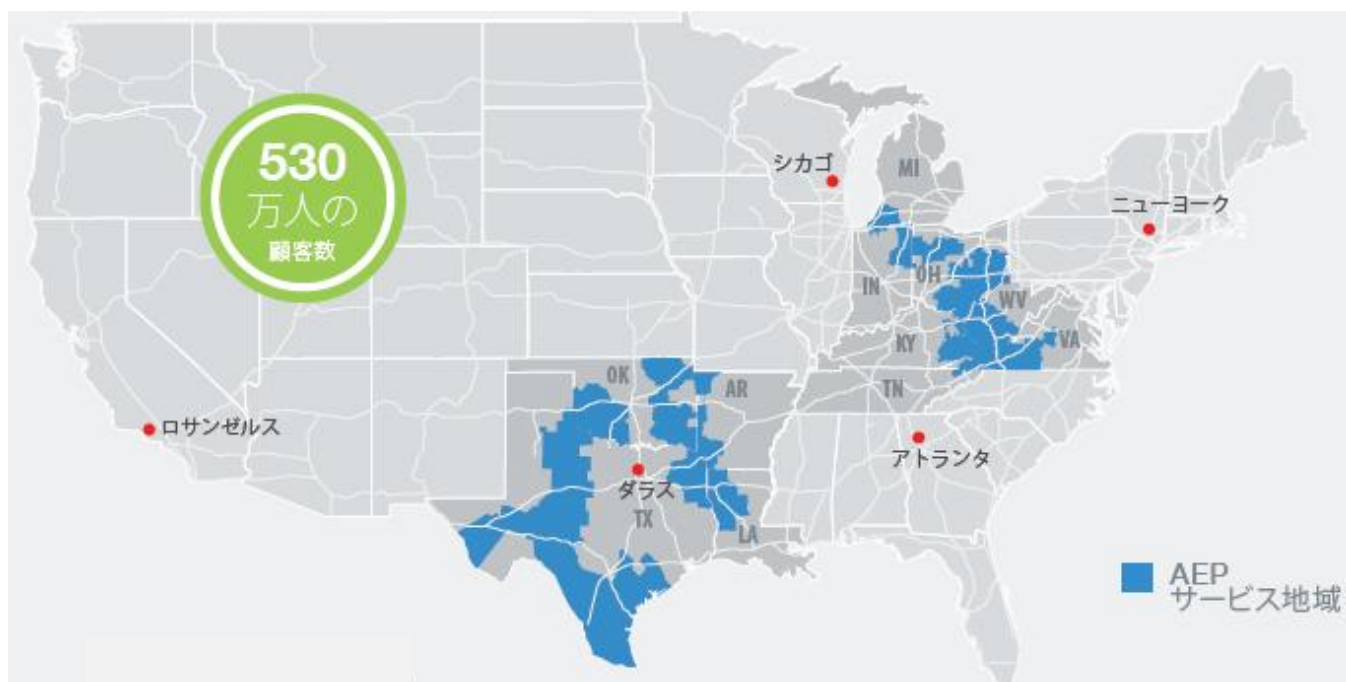 530
万人の
顧客数
シカゴ
MI
ニューヨーク
IN
OH
WV
KY
VA
OK
AR
TN
ロサンゼルス
アトランタ
ダラス
TX
LA
AEP
サービス地域